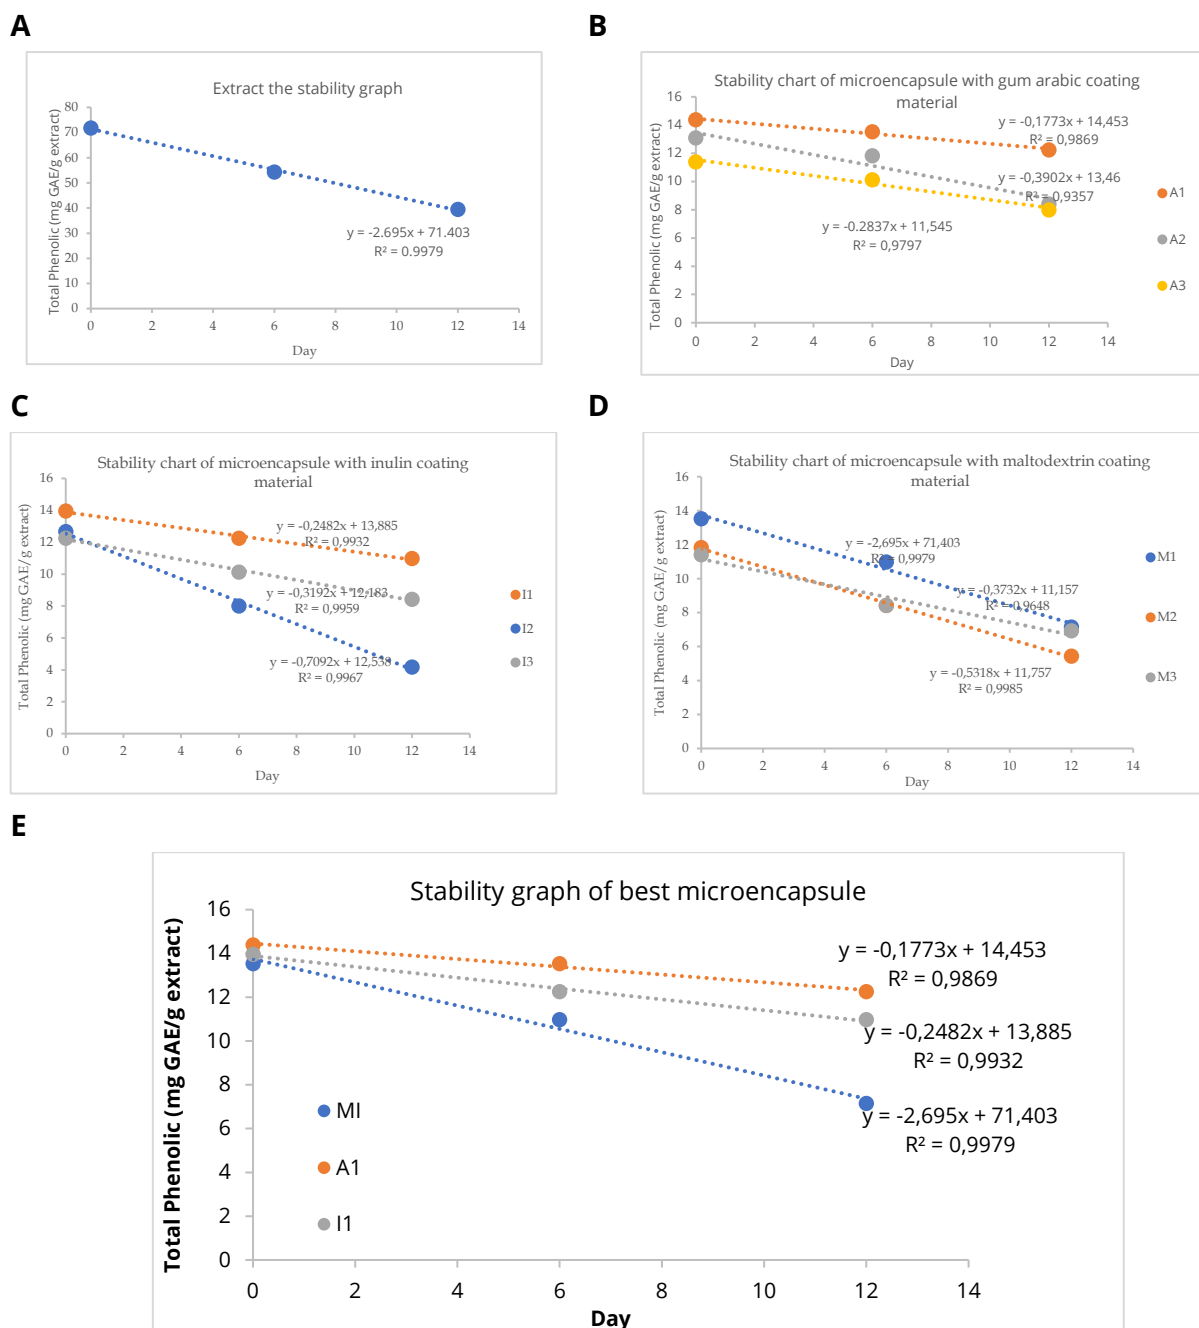 A
Extract the stability graph
Total Phenolic (mg GAE/g extract)
80
70
60
50
40
30
20
10
0
y = -2.695x + 71.403
R² = 0.9979
0 2 4 6 8 10 12 14
Day
B
Stability chart of microencapsule with gum arabic coating
material
Total Phenolic (mg GAE/g extract)
16
14
12
10
8
6
4
2
0
y = -0,1773x + 14,453
R² = 0,9869
y = -0,3902x + 13,46
R² = 0,9357
y = -0.2837x + 11,545
R² = 0,9797
A1
A2
A3
0 2 4 6 8 10 12 14
Day
C
Stability chart of microencapsule with inulin coating
material
Total Phenolic (mg GAE/g extract)
16
14
12
10
8
6
4
2
0
y = -0,2482x + 13,885
R² = 0,9932
y = -0,3192x + 12,183
R² = 0,9959
y = -0,7092x + 12,538
R² = 0,9967
I1
I2
I3
0 2 4 6 8 10 12 14
Day
D
Stability chart of microencapsule with maltodextrin coating
material
Total Phenolic (mg GAE/g extract)
16
14
12
10
8
6
4
2
0
y = -2,695x + 71,403
R² = 0,9979
y = -0,3732x + 11,157
R² = 0,9648
y = -0,5318x + 11,757
R² = 0,9985
M1
M2
M3
0 2 4 6 8 10 12 14
Day
E
Stability graph of best microencapsule
Total Phenolic (mg GAE/g extract)
16
14
12
10
8
6
4
2
0
y = -0,1773x + 14,453
R² = 0,9869
y = -0,2482x + 13,885
R² = 0,9932
y = -2,695x + 71,403
R² = 0,9979
MI
A1
I1
0 2 4 6 8 10 12 14
Day